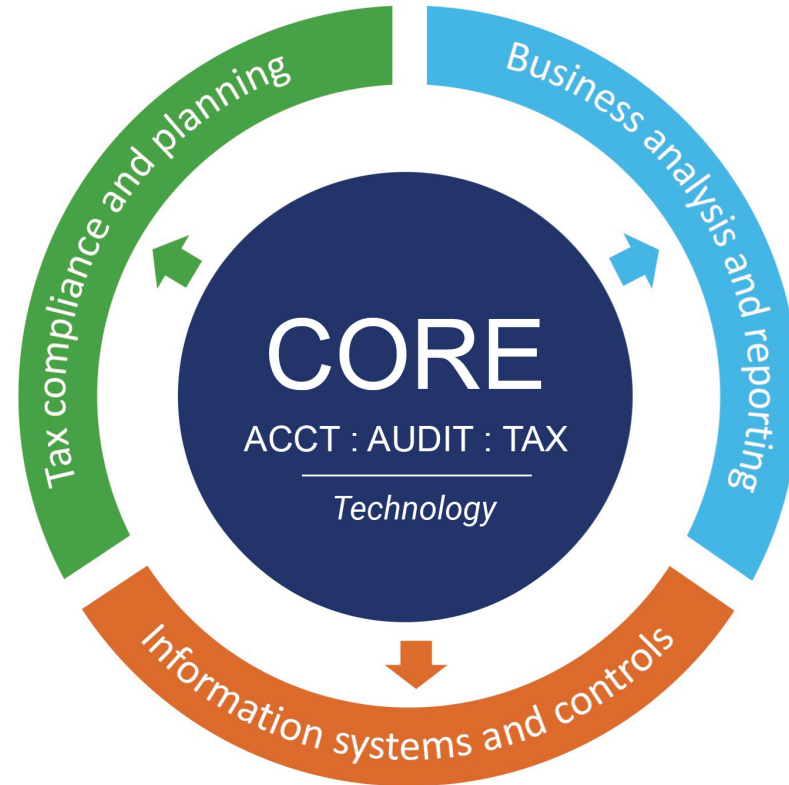 Tax compliance and planning
Business analysis and reporting
CORE
ACCT : AUDIT : TAX
Technology
Information systems and controls